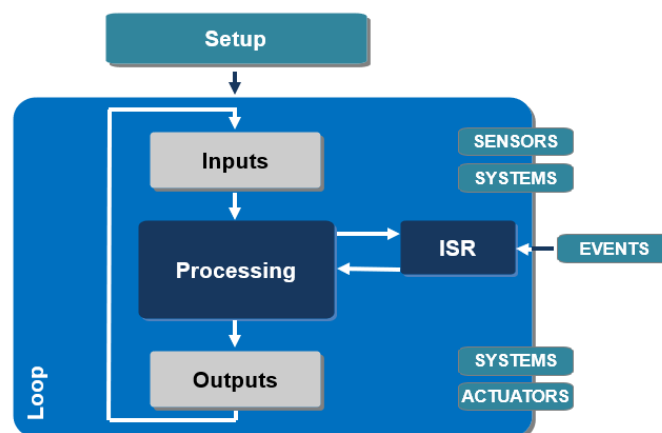 Setup
Inputs
SENSORS
SYSTEMS
Processing
ISR
EVENTS
Outputs
SYSTEMS
ACTUATORS
Loop